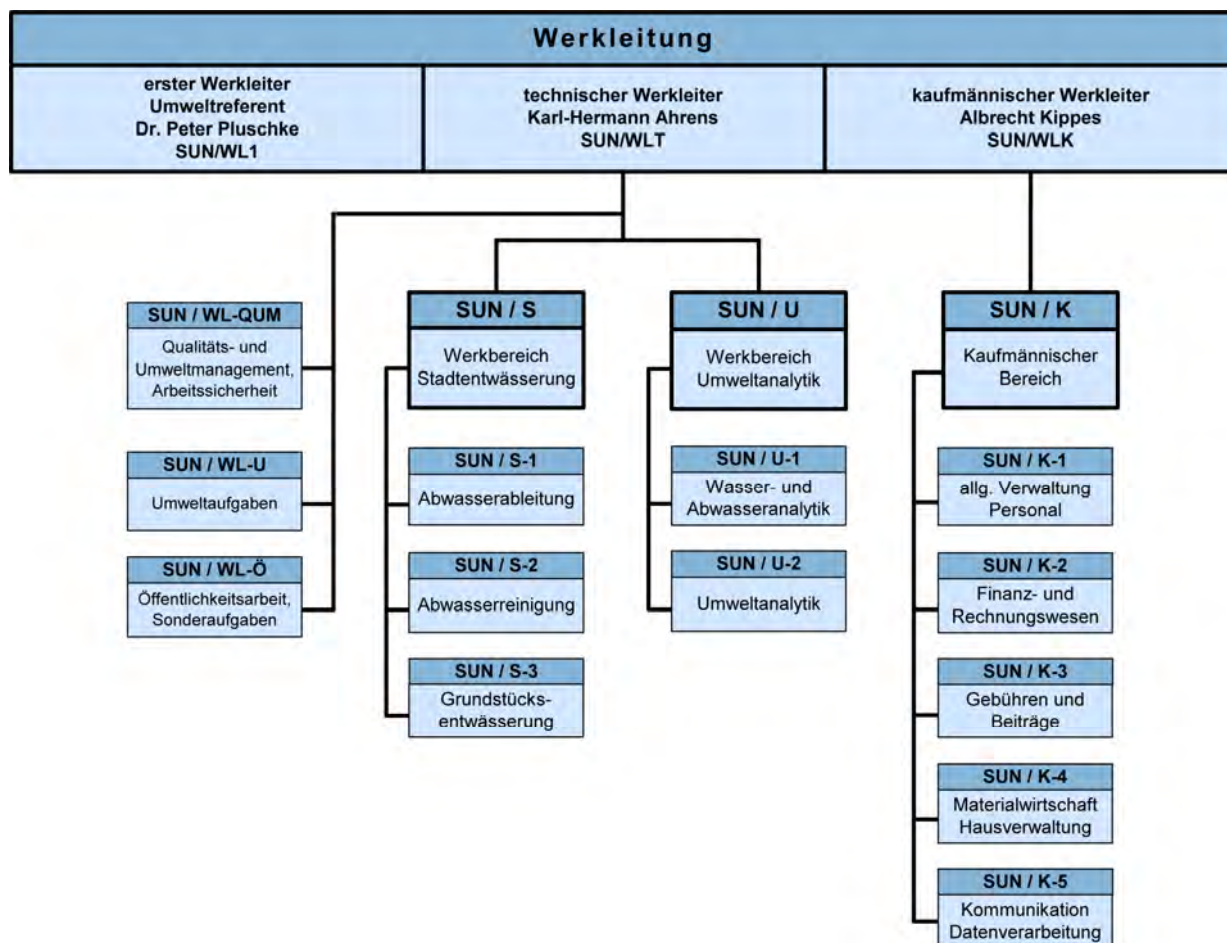 Werkleitung
erster Werkleiter
Umweltreferent
Dr. Peter Pluschke
SUN/WL1
technischer Werkleiter
Karl-Hermann Ahrens
SUN/WLT
kaufmännischer Werkleiter
Albrecht Kippes
SUN/WLK
SUN / WL-QUM
Qualitäts- und
Umweltmanagement,
Arbeitssicherheit
SUN / WL-U
Umweltaufgaben
SUN / WL-Ö
Öffentlichkeitsarbeit,
Sonderaufgaben
SUN / S
Werkbereich
Stadtentwässerung
SUN / S-1
Abwasserableitung
SUN / S-2
Abwasserreinigung
SUN / S-3
Grundstücks-
entwässerung
SUN / U
Werkbereich
Umweltanalytik
SUN / U-1
Wasser- und
Abwasseranalytik
SUN / U-2
Umweltanalytik
SUN / K
Kaufmännischer
Bereich
SUN / K-1
allg. Verwaltung
Personal
SUN / K-2
Finanz- und
Rechnungswesen
SUN / K-3
Gebühren und
Beiträge
SUN / K-4
Materialwirtschaft
Hausverwaltung
SUN / K-5
Kommunikation
Datenverarbeitung